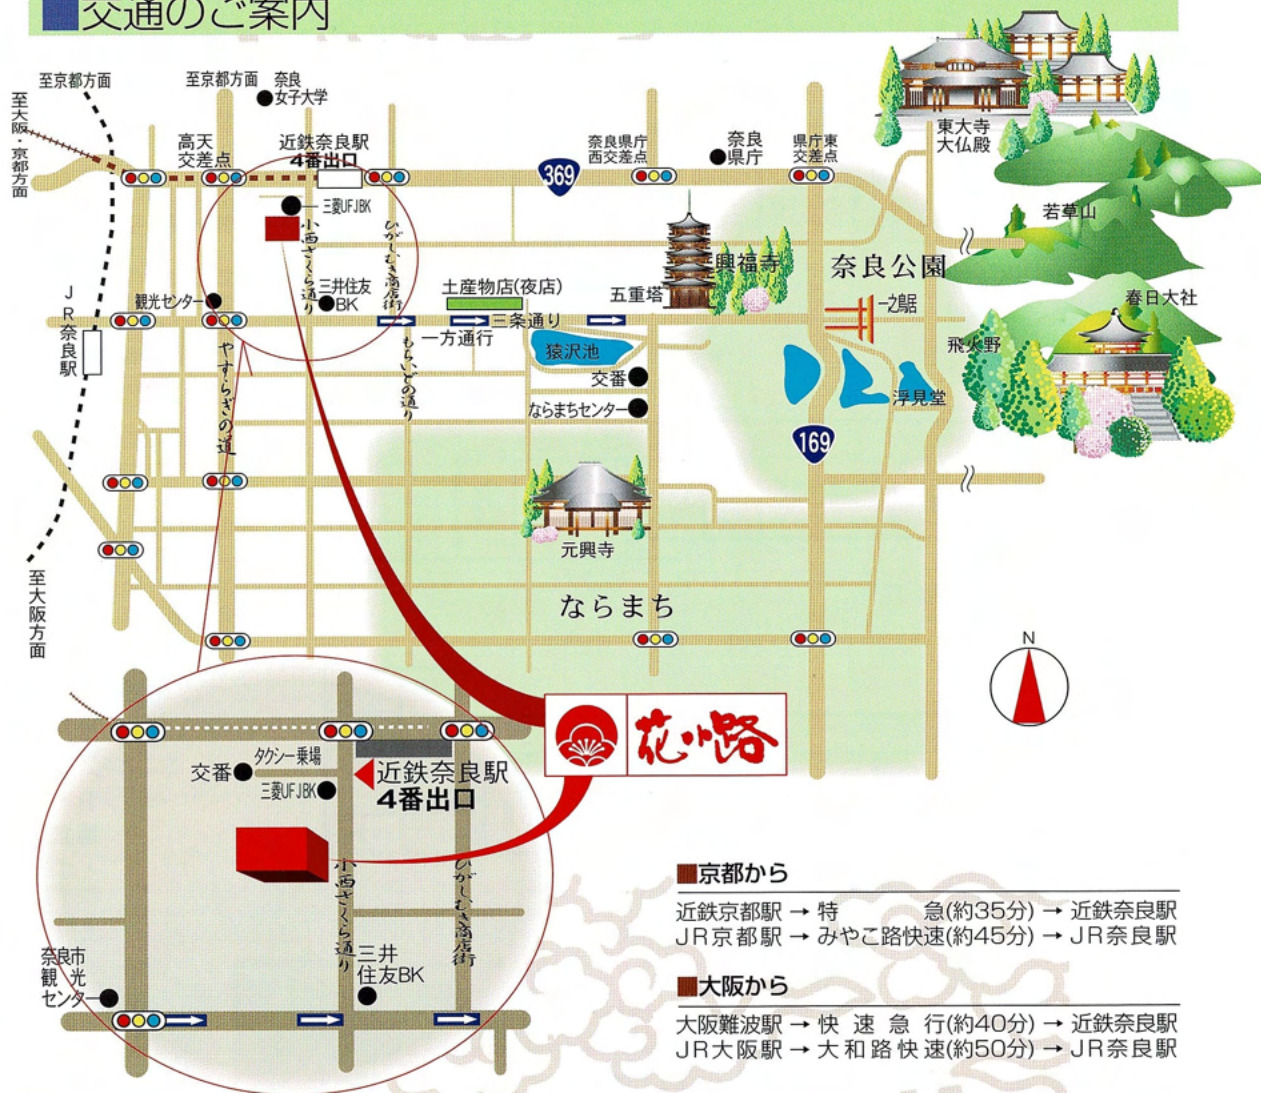 ■交通のご案内
至京都方面
至京都方面
奈良
女子大学
至大阪・京都方面
高天
交差点
近鉄奈良駅
4番出口
369
奈良県庁
西交差点
奈良
県庁
県庁東
交差点
東大寺
大仏殿
若草山
三菱UFJBK
小西さくら通り
ひがしむき商店街
興福寺
五重塔
奈良公園
一之鳥居
春日大社
飛火野
浮見堂
JR奈良駅
観光センター
三井住友
BK
土産物店(夜店)
三条通り
一方通行
猿沢池
交番
ならまちセンター
もちいどの通り
やすらぎの道
169
元興寺
ならまち
至大阪方面
N
花小路
タクシー乗場
交番
三菱UFJBK
近鉄奈良駅
4番出口
小西さくら通り
ひがしむき商店街
三井
住友BK
奈良市
観光
センター
■京都から
近鉄京都駅→特 急(約35分)→近鉄奈良駅
JR京都駅→みやこ路快速(約45分)→JR奈良駅
■大阪から
大阪難波駅→快速急行(約40分)→近鉄奈良駅
JR大阪駅→大和路快速(約50分)→JR奈良駅